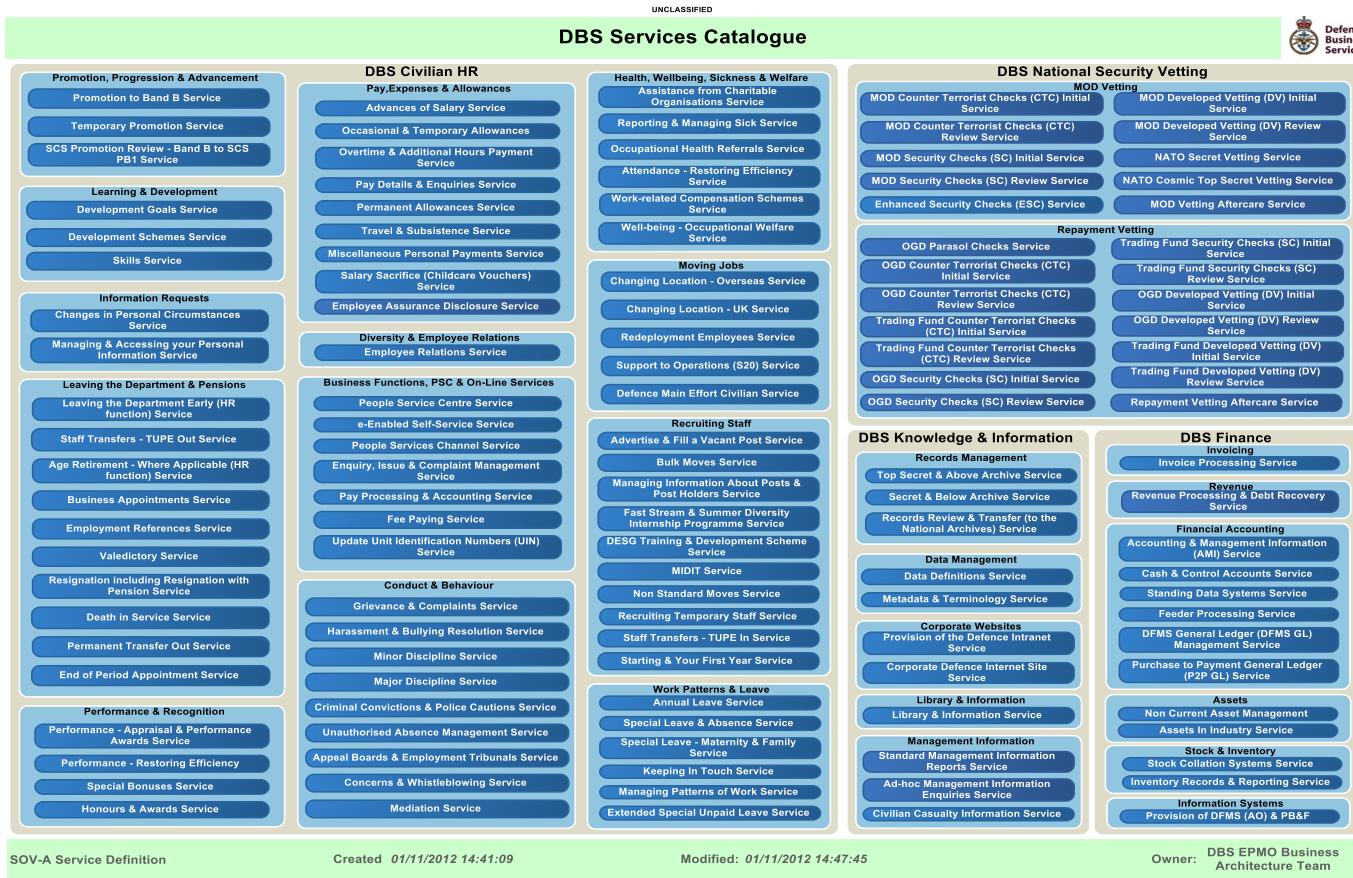 UNCLASSIFIED
DBS Services Catalogue
DBS Civilian HR
Promotion, Progression & Advancement
Promotion to Band B Service
Temporary Promotion Service
SCS Promotion Review - Band B to SCS
PB1 Service
Learning & Development
Development Goals Service
Development Schemes Service
Skills Service
Information Requests
Changes in Personal Circumstances
Service
Managing & Accessing your Personal
Information Service
Leaving the Department & Pensions
Leaving the Department Early (HR
function) Service
Staff Transfers - TUPE Out Service
Age Retirement - Where Applicable (HR
function) Service
Business Appointments Service
Employment References Service
Valedictory Service
Resignation including Resignation with
Pension Service
Death in Service Service
Permanent Transfer Out Service
End of Period Appointment Service
Performance & Recognition
Performance - Appraisal & Performance
Awards Service
Performance - Restoring Efficiency
Special Bonuses Service
Honours & Awards Service
Pay,Expenses & Allowances
Advances of Salary Service
Occasional & Temporary Allowances
Overtime & Additional Hours Payment
Service
Pay Details & Enquiries Service
Permanent Allowances Service
Travel & Subsistence Service
Miscellaneous Personal Payments Service
Salary Sacrifice (Childcare Vouchers)
Service
Employee Assurance Disclosure Service
Diversity & Employee Relations
Employee Relations Service
Business Functions, PSC & On-Line Services
People Service Centre Service
e-Enabled Self-Service Service
People Services Channel Service
Enquiry, Issue & Complaint Management
Service
Pay Processing & Accounting Service
Fee Paying Service
Update Unit Identification Numbers (UIN)
Service
Conduct & Behaviour
Grievance & Complaints Service
Harassment & Bullying Resolution Service
Minor Discipline Service
Major Discipline Service
Criminal Convictions & Police Cautions Service
Unauthorised Absence Management Service
Appeal Boards & Employment Tribunals Service
Concerns & Whistleblowing Service
Mediation Service
Health, Wellbeing, Sickness & Welfare
Assistance from Charitable
Organisations Service
Reporting & Managing Sick Service
Occupational Health Referrals Service
Attendance - Restoring Efficiency
Service
Work-related Compensation Schemes
Service
Well-being - Occupational Welfare
Service
Moving Jobs
Changing Location - Overseas Service
Changing Location - UK Service
Redeployment Employees Service
Support to Operations (S20) Service
Defence Main Effort Civilian Service
Recruiting Staff
Advertise & Fill a Vacant Post Service
Bulk Moves Service
Managing Information About Posts &
Post Holders Service
Fast Stream & Summer Diversity
Internship Programme Service
DESG Training & Development Scheme
Service
MIDIT Service
Non Standard Moves Service
Recruiting Temporary Staff Service
Staff Transfers - TUPE In Service
Starting & Your First Year Service
Work Patterns & Leave
Annual Leave Service
Special Leave & Absence Service
Special Leave - Maternity & Family
Service
Keeping In Touch Service
Managing Patterns of Work Service
Extended Special Unpaid Leave Service
DBS National Security Vetting
MOD Vetting
MOD Counter Terrorist Checks (CTC) Initial
Service
MOD Counter Terrorist Checks (CTC)
Review Service
MOD Security Checks (SC) Initial Service
MOD Security Checks (SC) Review Service
Enhanced Security Checks (ESC) Service
MOD Developed Vetting (DV) Initial
Service
MOD Developed Vetting (DV) Review
Service
NATO Secret Vetting Service
NATO Cosmic Top Secret Vetting Service
MOD Vetting Aftercare Service
Repayment Vetting
OGD Parasol Checks Service
OGD Counter Terrorist Checks (CTC)
Initial Service
OGD Counter Terrorist Checks (CTC)
Review Service
Trading Fund Counter Terrorist Checks
(CTC) Initial Service
Trading Fund Counter Terrorist Checks
(CTC) Review Service
OGD Security Checks (SC) Initial Service
OGD Security Checks (SC) Review Service
Trading Fund Security Checks (SC) Initial
Service
Trading Fund Security Checks (SC)
Review Service
OGD Developed Vetting (DV) Initial
Service
OGD Developed Vetting (DV) Review
Service
Trading Fund Developed Vetting (DV)
Initial Service
Trading Fund Developed Vetting (DV)
Review Service
Repayment Vetting Aftercare Service
DBS Knowledge & Information
Records Management
Top Secret & Above Archive Service
Secret & Below Archive Service
Records Review & Transfer (to the
National Archives) Service
Data Management
Data Definitions Service
Metadata & Terminology Service
Corporate Websites
Provision of the Defence Intranet
Service
Corporate Defence Internet Site
Service
Library & Information
Library & Information Service
Management Information
Standard Management Information
Reports Service
Ad-hoc Management Information
Enquiries Service
Civilian Casualty Information Service
DBS Finance
Invoicing
Invoice Processing Service
Revenue
Revenue Processing & Debt Recovery
Service
Financial Accounting
Accounting & Management Information
(AMI) Service
Cash & Control Accounts Service
Standing Data Systems Service
Feeder Processing Service
DFMS General Ledger (DFMS GL)
Management Service
Purchase to Payment General Ledger
(P2P GL) Service
Assets
Non Current Asset Management
Assets In Industry Service
Stock & Inventory
Stock Collation Systems Service
Inventory Records & Reporting Service
Information Systems
Provision of DFMS (AO) & PB&F
SOV-A Service Definition
Created 01/11/2012 14:41:09
Modified: 01/11/2012 14:47:45
Owner: DBS EPMO Business
Architecture Team